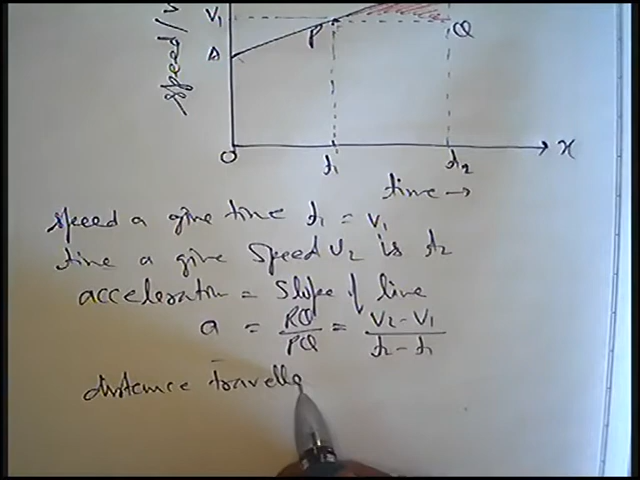 speed/v
V₁
A
P
Q
O
t₁
t₂
x
time →
speed a give time t₁ = V₁
time a give speed V₂ is t₂
acceleration = Slope of line
a = RQ/PQ = V₂ - V₁/t₂ - t₁
distance travelle